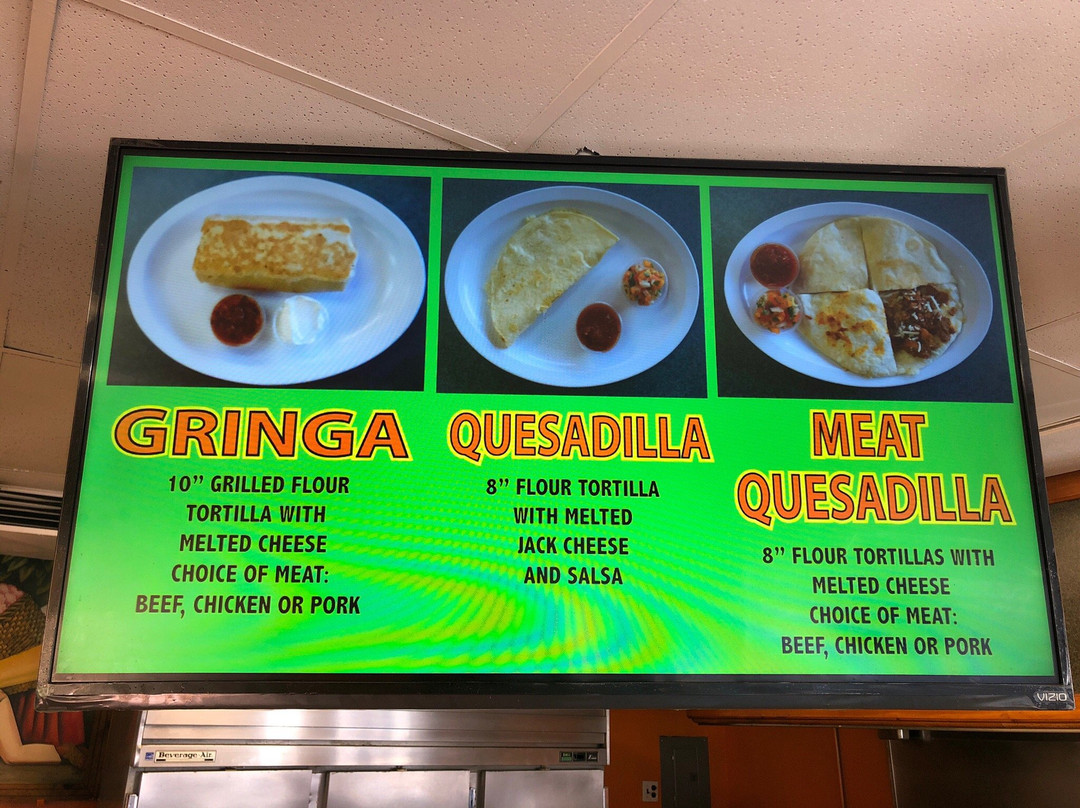 GRINGA
10” GRILLED FLOUR
TORTILLA WITH
MELTED CHEESE
CHOICE OF MEAT:
BEEF, CHICKEN OR PORK
QUESADILLA
8” FLOUR TORTILLA
WITH MELTED
JACK CHEESE
AND SALSA
MEAT
QUESADILLA
8” FLOUR TORTILLAS WITH
MELTED CHEESE
CHOICE OF MEAT:
BEEF, CHICKEN OR PORK
VIZIO
Beverage-Air